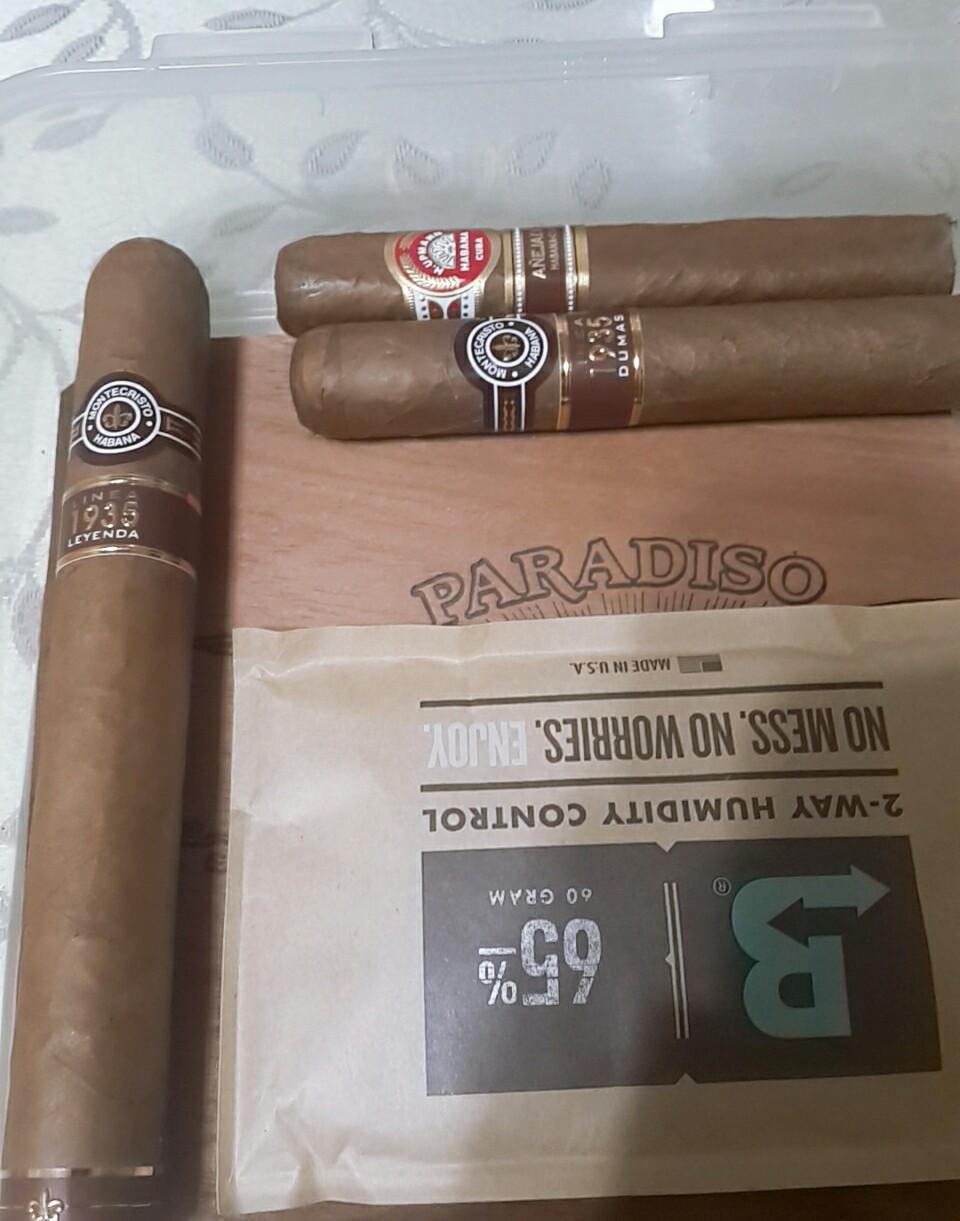 H. UPMANN
HABANA
CUBA
AÑEJADOS
MONTECRISTO
HABANA
1935
DUMAS
MONTECRISTO
HABANA
LINEA
1935
LEYENDA
PARADISO
B®
65%
60 GRAM
2-WAY HUMIDITY CONTROL
NO MESS. NO WORRIES. ENJOY.
MADE IN U.S.A.